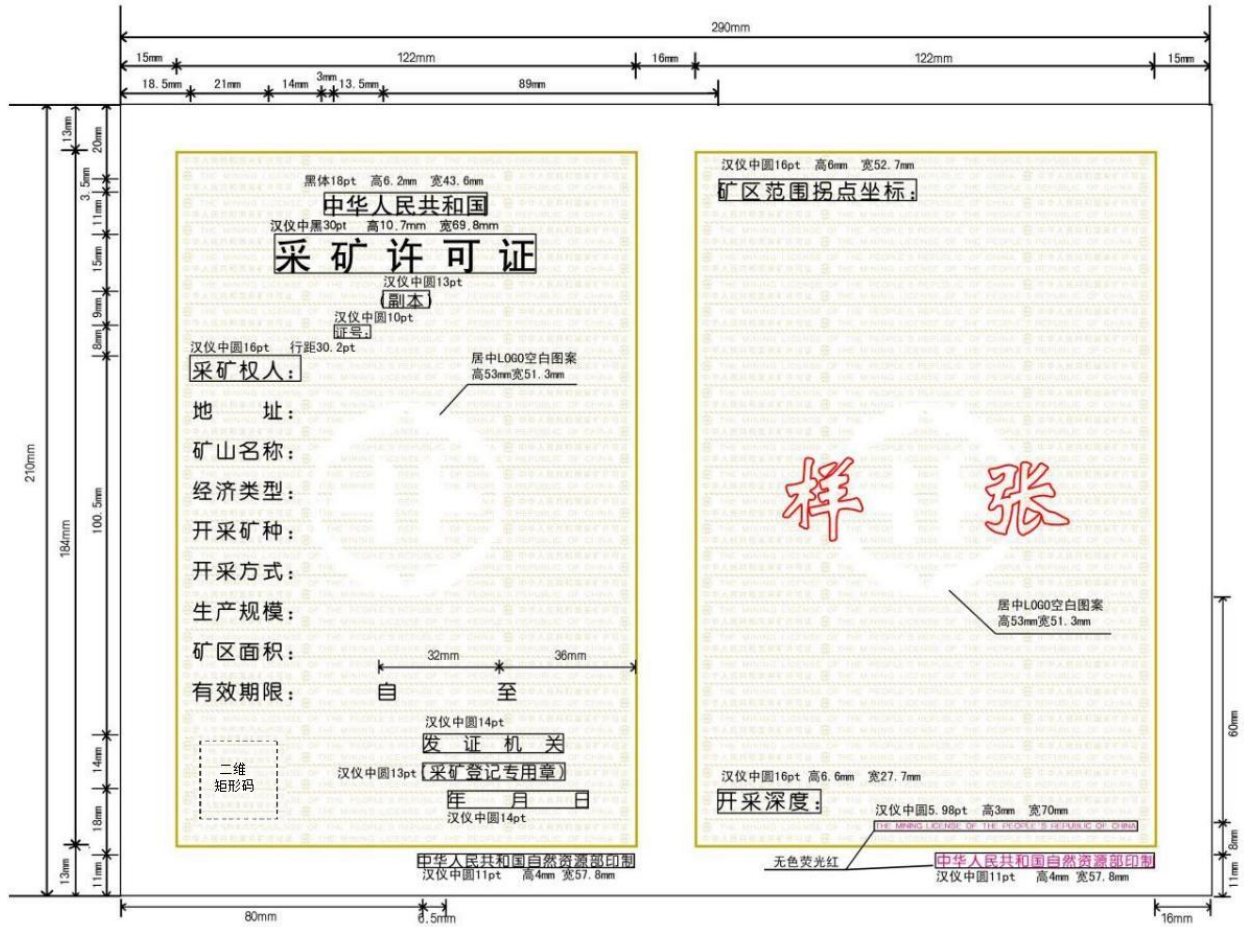 290mm
15mm 122mm 16mm 122mm 15mm
18.5mm 21mm 14mm 3mm 13.5mm 89mm
210mm
13mm
184mm
13mm
20mm
3.5mm
11mm
15mm
9mm
8mm
100.5mm
14mm
18mm
11mm
黑体18pt 高6.2mm 宽43.6mm
中华人民共和国
汉仪中黑30pt 高10.7mm 宽69.8mm
采矿许可证
汉仪中圆13pt
(副本)
汉仪中圆10pt
证号:
汉仪中圆16pt 行距30.2pt
采矿权人:
居中LOGO空白图案
高53mm宽51.3mm
地 址:
矿山名称:
经济类型:
开采矿种:
开采方式:
生产规模:
矿区面积:
32mm 36mm
有效期限: 自 至
汉仪中圆14pt
发 证 机 关
二维
矩形码
汉仪中圆13pt (采矿登记专用章)
年 月 日
汉仪中圆14pt
中华人民共和国自然资源部印制
汉仪中圆11pt 高4mm 宽57.8mm
80mm 6.5mm
汉仪中圆16pt 高6mm 宽52.7mm
矿区范围拐点坐标:
样 张
居中LOGO空白图案
高53mm宽51.3mm
汉仪中圆16pt 高6.6mm 宽27.7mm
开采深度:
汉仪中圆5.98pt 高3mm 宽70mm
THE MINING LICENSE OF THE PEOPLE'S REPUBLIC OF CHINA
无色荧光红
中华人民共和国自然资源部印制
汉仪中圆11pt 高4mm 宽57.8mm
60mm
8mm
11mm
16mm